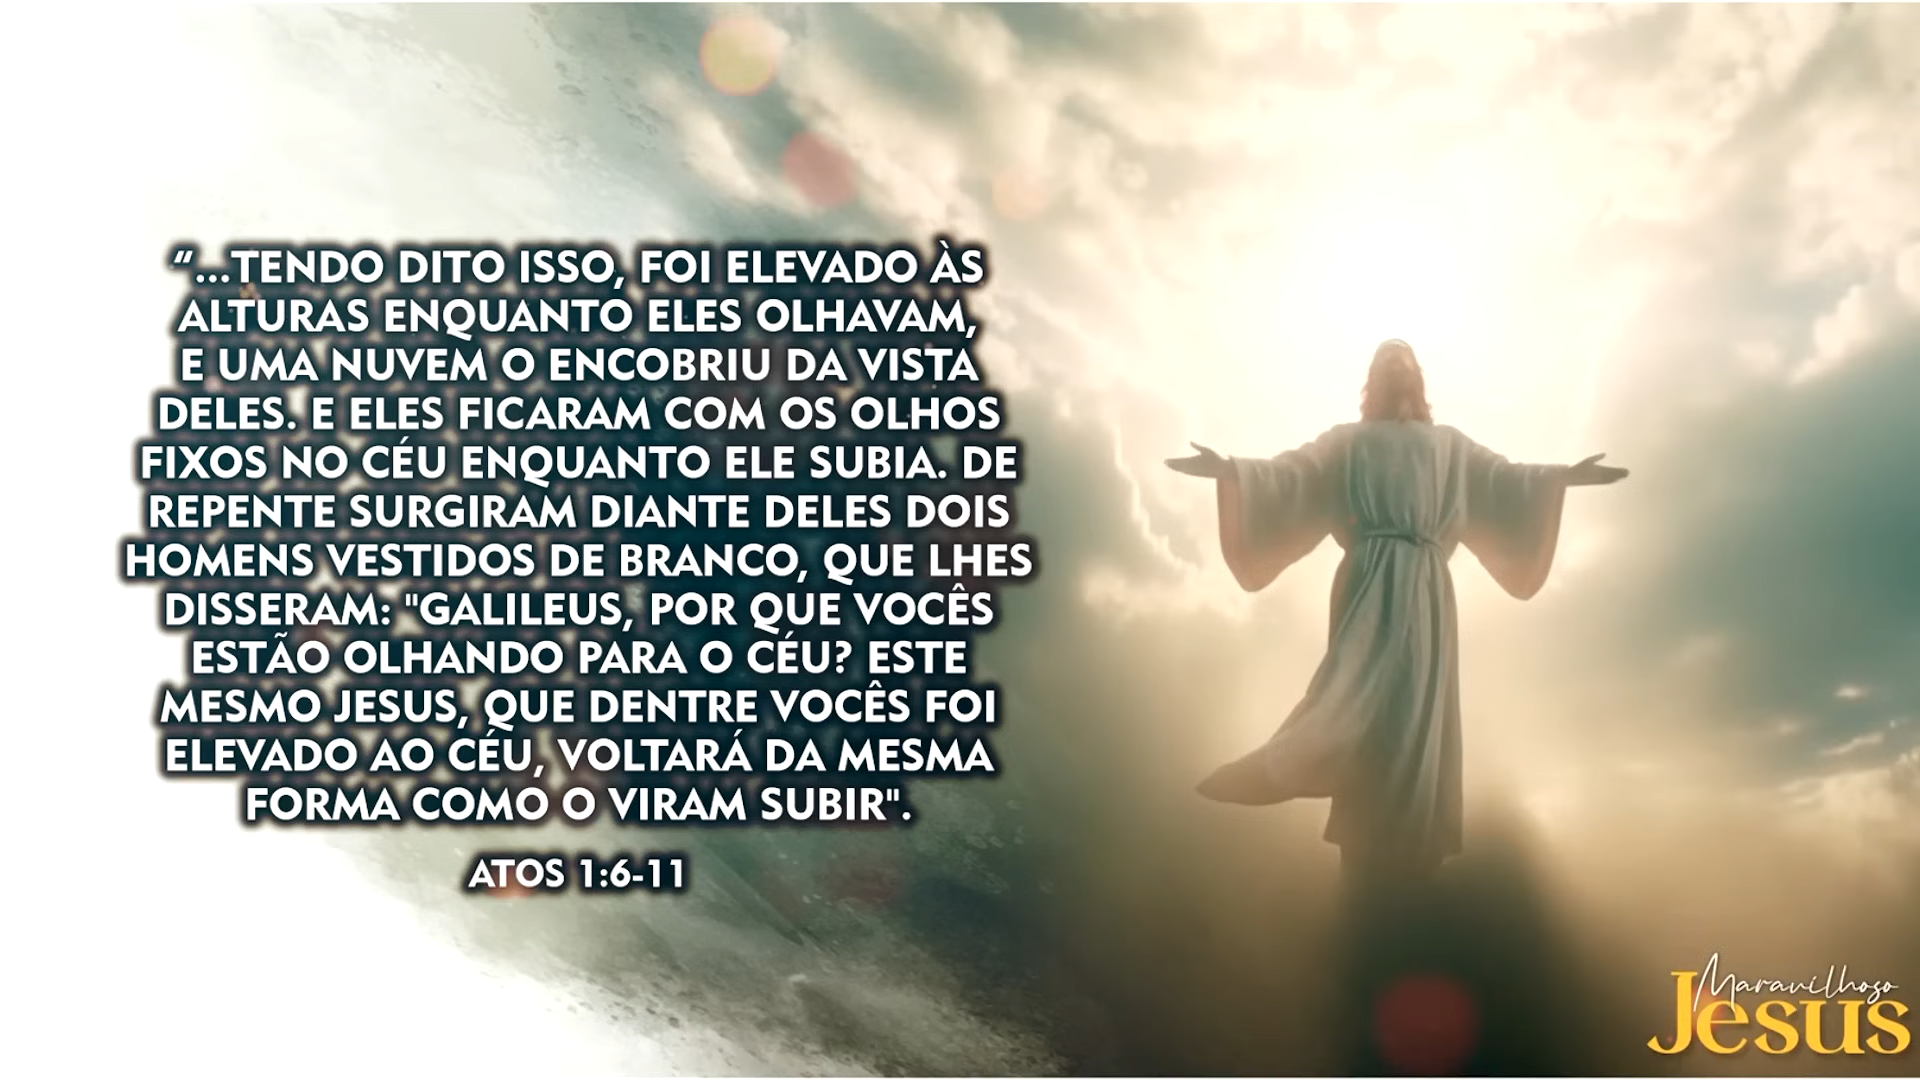 “...TENDO DITO ISSO, FOI ELEVADO ÀS
ALTURAS ENQUANTO ELES OLHAVAM,
E UMA NUVEM O ENCOBRIU DA VISTA
DELES. E ELES FICARAM COM OS OLHOS
FIXOS NO CÉU ENQUANTO ELE SUBIA. DE
REPENTE SURGIRAM DIANTE DELES DOIS
HOMENS VESTIDOS DE BRANCO, QUE LHES
DISSERAM: "GALILEUS, POR QUE VOCÊS
ESTÃO OLHANDO PARA O CÉU? ESTE
MESMO JESUS, QUE DENTRE VOCÊS FOI
ELEVADO AO CÉU, VOLTARÁ DA MESMA
FORMA COMO O VIRAM SUBIR".
ATOS 1:6-11
Maravilhoso
Jesus